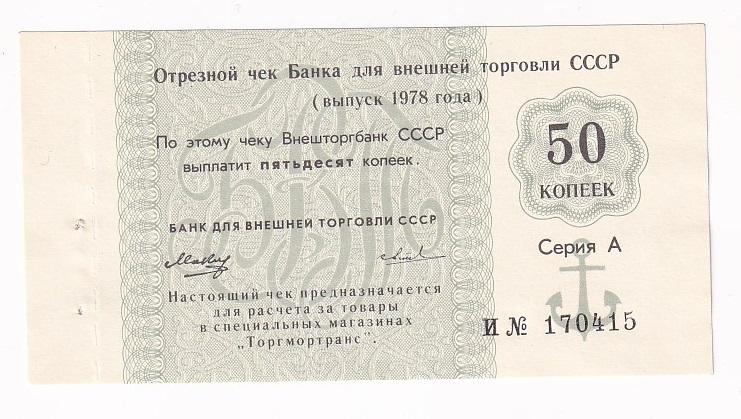 Отрезной чек Банка для внешней торговли СССР
(выпуск 1978 года)
По этому чеку Внешторгбанк СССР
выплатит пятьдесят копеек.
50
КОПЕЕК
БАНК ДЛЯ ВНЕШНЕЙ ТОРГОВЛИ СССР
Серия А
Настоящий чек предназначается
для расчета за товары
в специальных магазинах
„Торгмортранс".
И № 170415